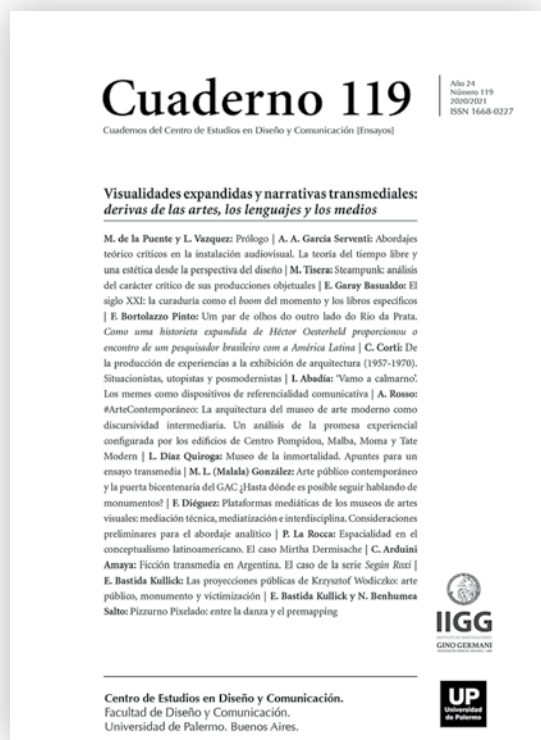 Cuaderno 119
Cuadernos del Centro de Estudios en Diseño y Comunicación [Ensayos]
Año 24
Número 119
2020/2021
ISSN 1668-0227
Visualidades expandidas y narrativas transmediales:
derivas de las artes, los lenguajes y los medios
M. de la Puente y L. Vazquez: Prólogo | A. A. García Serventi: Abordajes
teórico críticos en la instalación audiovisual. La teoría del tiempo libre y
una estética desde la perspectiva del diseño | M. Tisera: Steampunk: análisis
del carácter crítico de sus producciones objetuales | E. Garay Basualdo: El
siglo XXI: la curaduría como el boom del momento y los libros específicos
| F. Bortolazzo Pinto: Um par de olhos do outro lado do Rio da Prata.
Como uma historieta expandida de Héctor Oesterheld proporcionou o
encontro de um pesquisador brasileiro com a América Latina | C. Corti: De
la producción de experiencias a la exhibición de arquitectura (1957-1970).
Situacionistas, utopistas y posmodernistas | I. Abadía: 'Vamo a calmarno'.
Los memes como dispositivos de referencialidad comunicativa | A. Rosso:
#ArteContemporáneo: La arquitectura del museo de arte moderno como
discursividad intermediaria. Un análisis de la promesa experiencial
configurada por los edificios de Centro Pompidou, Malba, Moma y Tate
Modern | L. Díaz Quiroga: Museo de la inmortalidad. Apuntes para un
ensayo transmedia | M. L. (Malala) González: Arte público contemporáneo
y la puerta bicentenaria del GAC ¿Hasta dónde es posible seguir hablando de
monumentos? | F. Diéguez: Plataformas mediáticas de los museos de artes
visuales: mediación técnica, mediatización e interdisciplina. Consideraciones
preliminares para el abordaje analítico | P. La Rocca: Espacialidad en el
conceptualismo latinoamericano. El caso Mirtha Dermisache | C. Arduini
Amaya: Ficción transmedia en Argentina. El caso de la serie Según Roxi |
E. Bastida Kullick: Las proyecciones públicas de Krzysztof Wodiczko: arte
público, monumento y victimización | E. Bastida Kullick y N. Benhumea
Salto: Pizzurno Pixelado: entre la danza y el premapping
IIGG
INSTITUTO DE INVESTIGACIONES
GINO GERMANI
Centro de Estudios en Diseño y Comunicación.
Facultad de Diseño y Comunicación.
Universidad de Palermo. Buenos Aires.
UP
Universidad
de Palermo